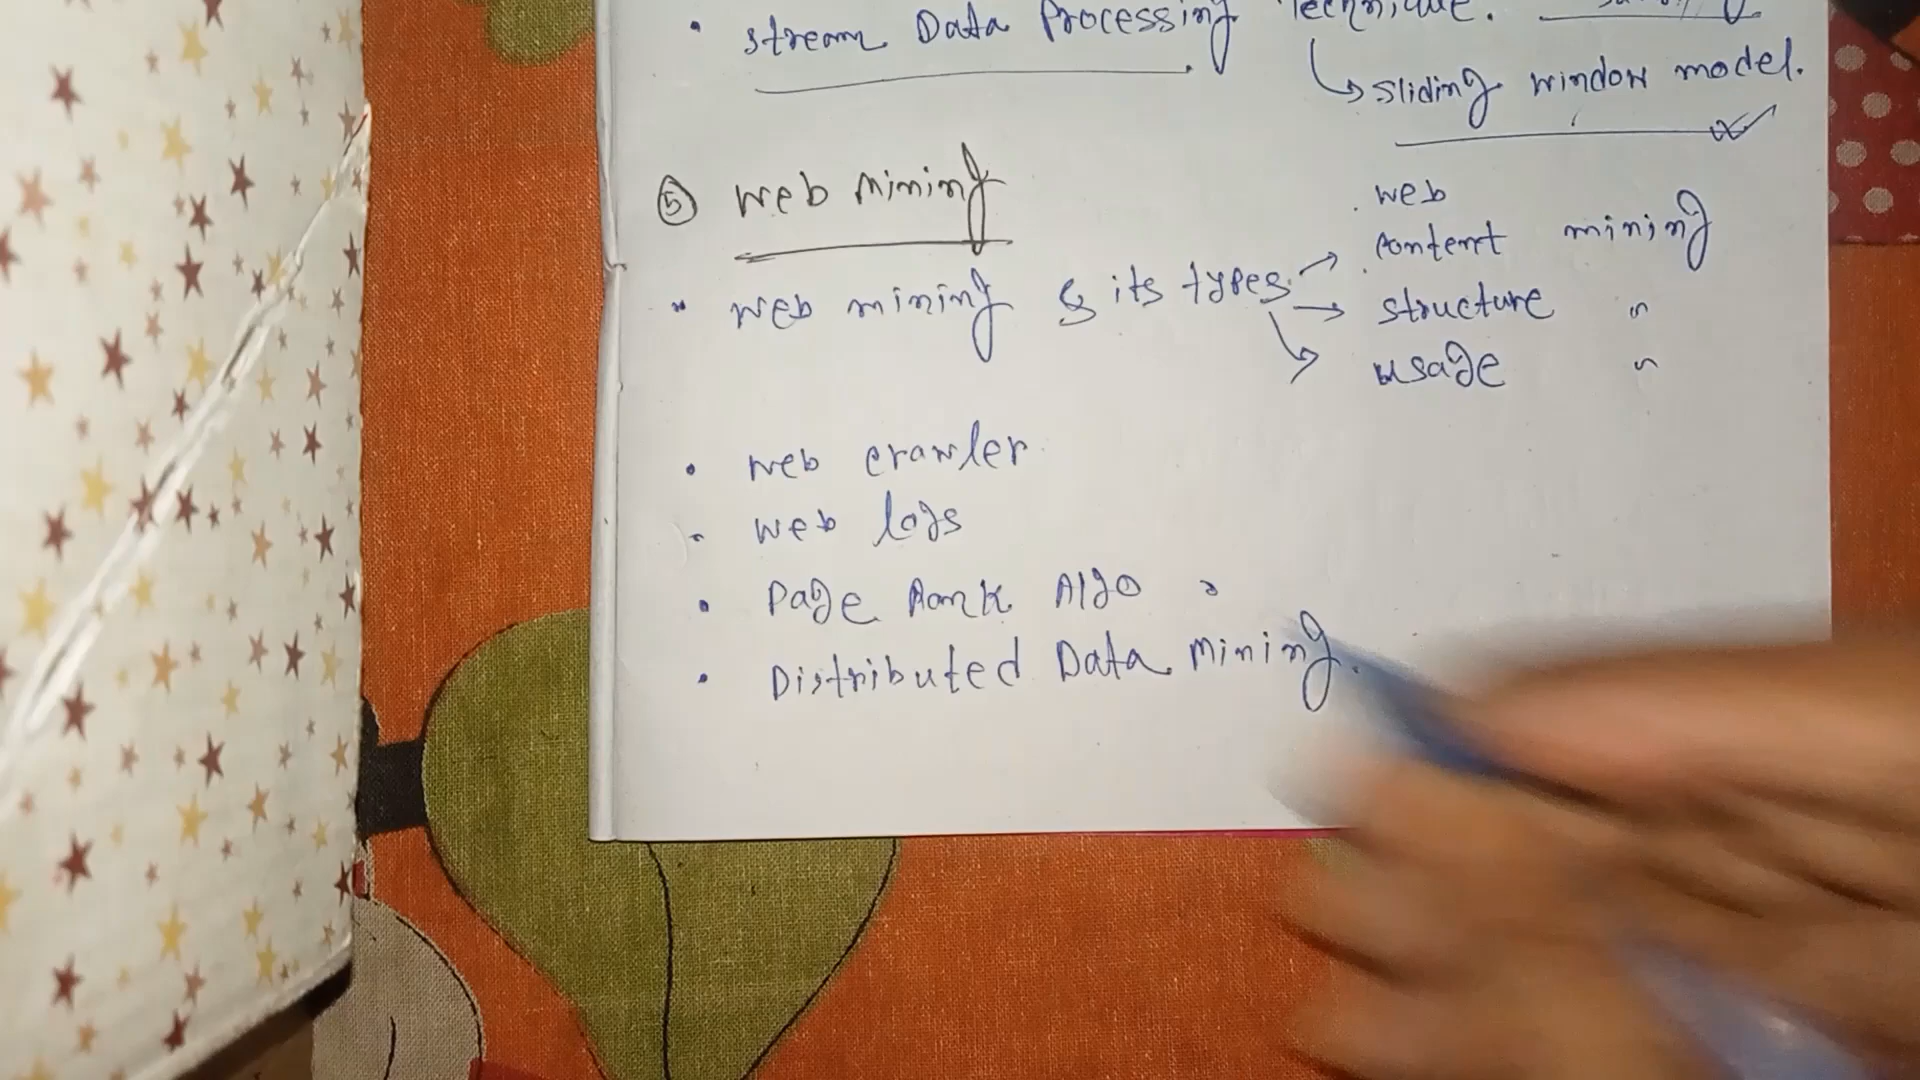 • Stream Data Processing Technique.
↳ sliding window model.
⑤ Web Mining
• Web mining & its types → web content mining
→ structure "
→ usage "
• web crawler
• web logs
• Page Rank Algo
• Distributed Data Mining.